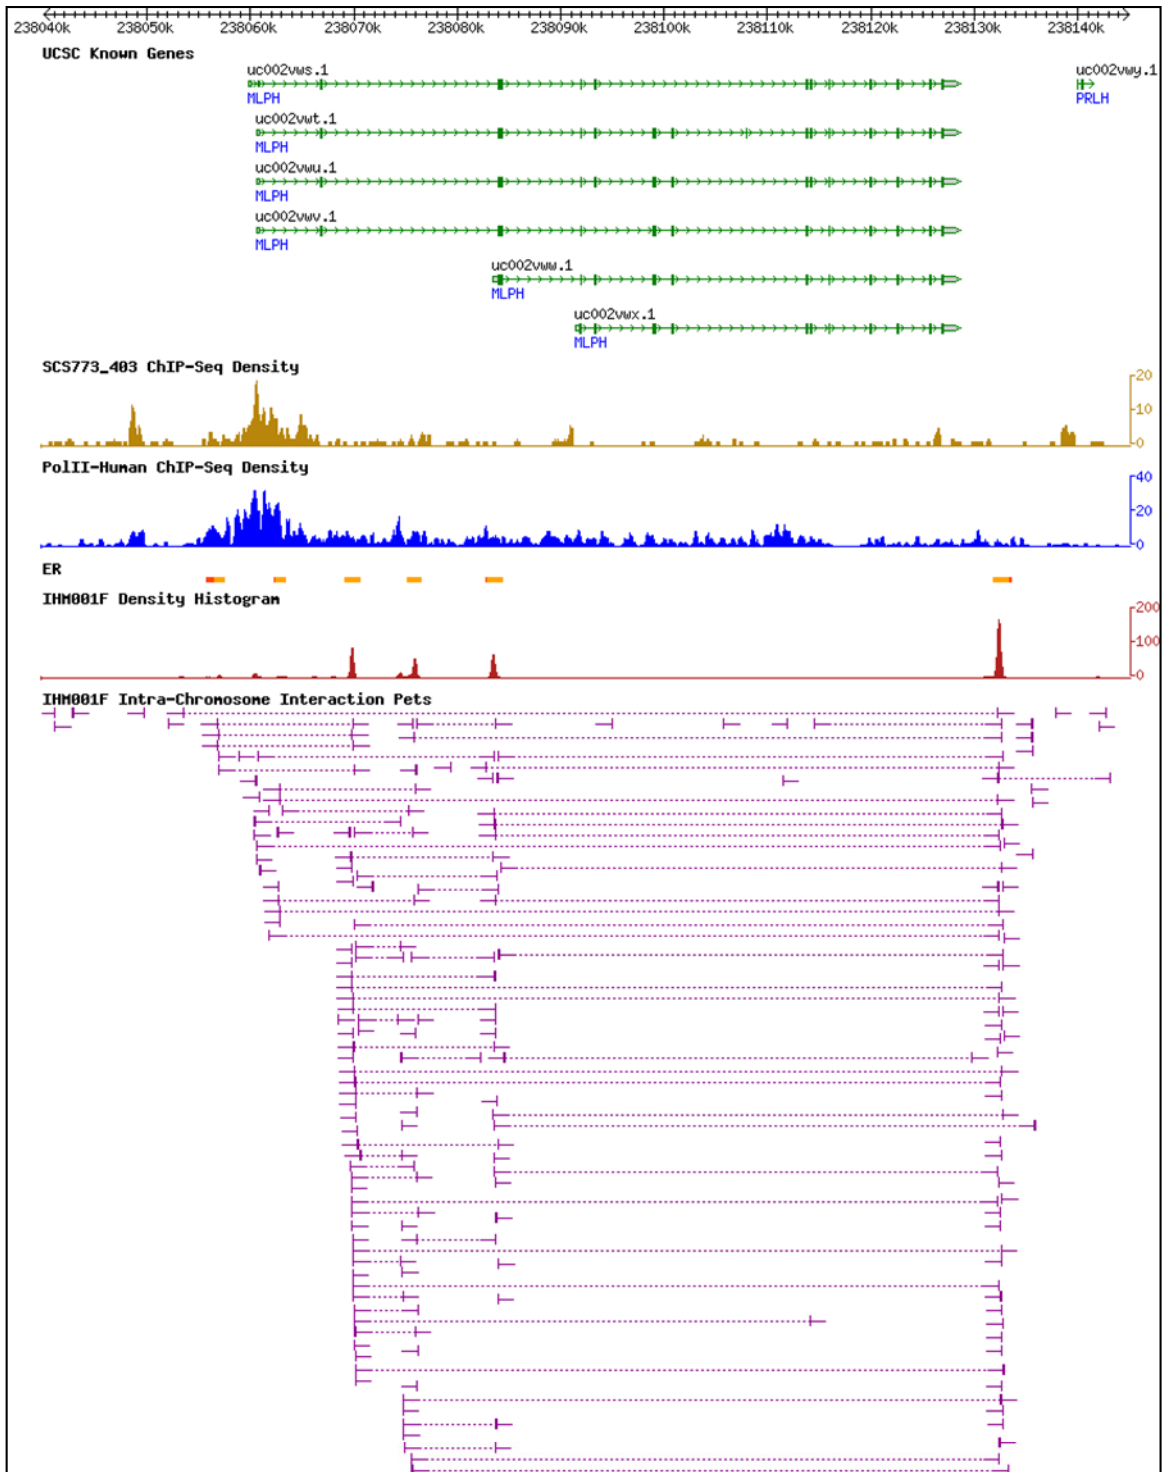 238040k 238050k 238060k 238070k 238080k 238090k 238100k 238110k 238120k 238130k 238140k
UCSC Known Genes
uc002vws.1 uc002vwy.1
MLPH PRLH
uc002vwt.1
MLPH
uc002vwu.1
MLPH
uc002vwv.1
MLPH
uc002vww.1
MLPH
uc002vwx.1
MLPH
SCS773_403 ChIP-Seq Density
20
10
0
PolII-Human ChIP-Seq Density
40
20
0
ER
IHM001F Density Histogram
200
100
0
IHM001F Intra-Chromosome Interaction Pets